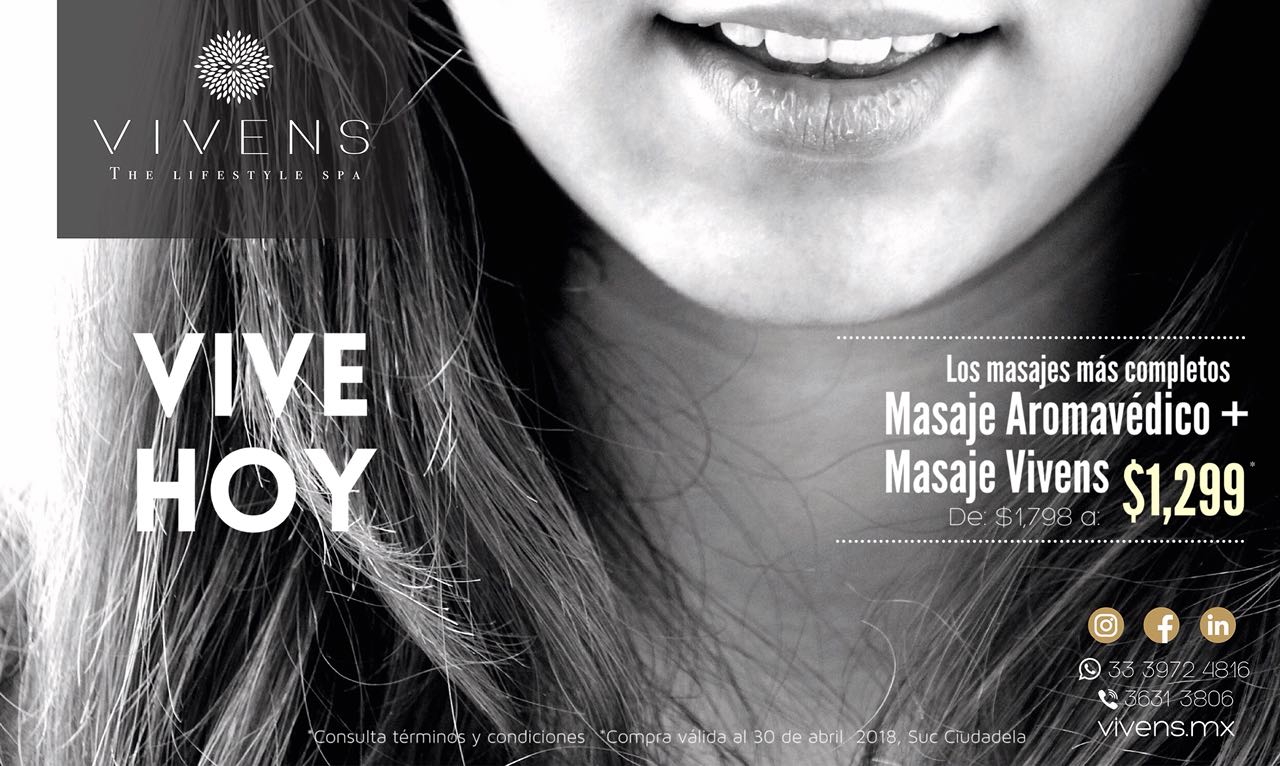 VIVENS
THE LIFESTYLE SPA
VIVE
HOY
Los masajes más completos
Masaje Aromavédico +
Masaje Vivens $1,299*
De: $1,798 a:
33 3972 4816
3631 3806
vivens.mx
*Consulta términos y condiciones *Compra válida al 30 de abril 2018, Suc Ciudadela